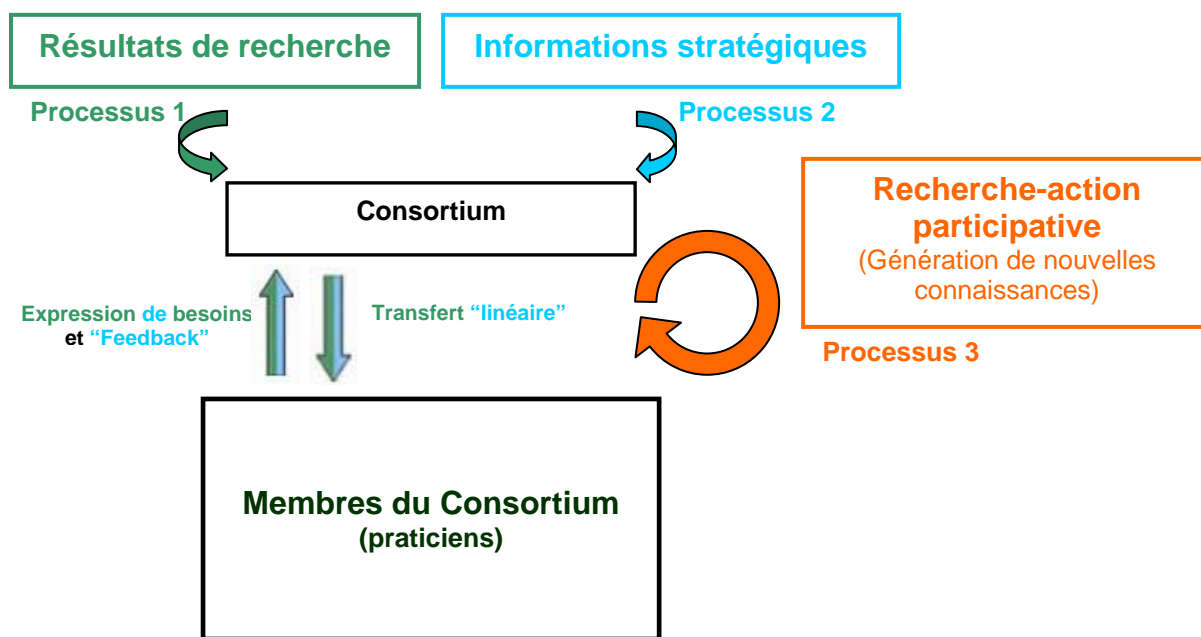 Résultats de recherche
Informations stratégiques
Processus 1
Processus 2
Consortium
Recherche-action
participative
(Génération de nouvelles
connaissances)
Processus 3
Expression de besoins
et “Feedback”
Transfert “linéaire”
Membres du Consortium
(praticiens)